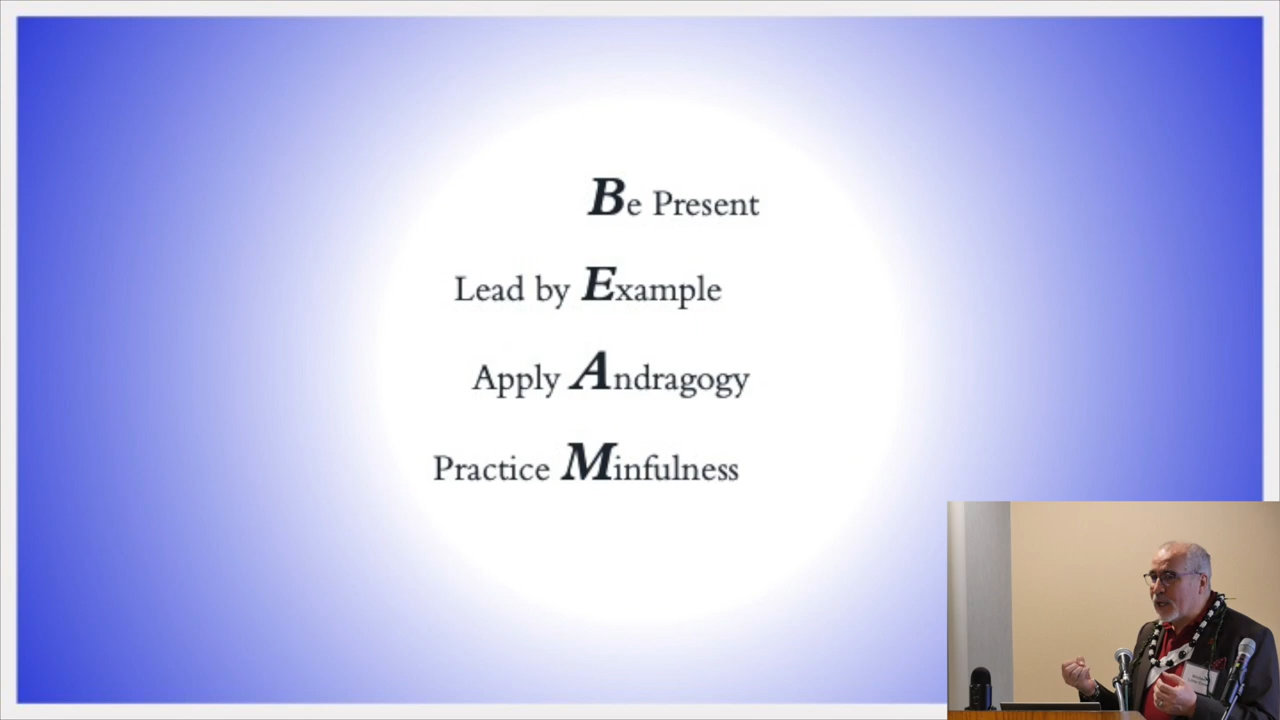 Be Present
Lead by Example
Apply Andragogy
Practice Minfulness